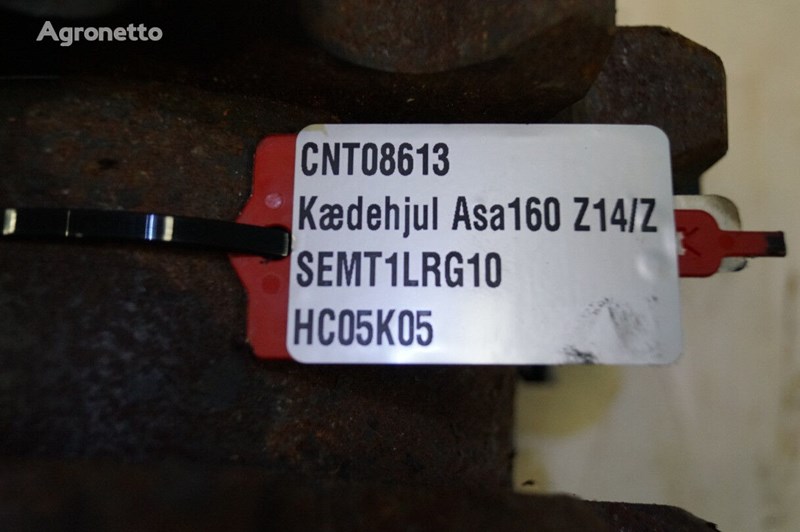 Agronetto
CNT08613
Kædehjul Asa160 Z14/Z
SEMT1LRG10
HC05K05